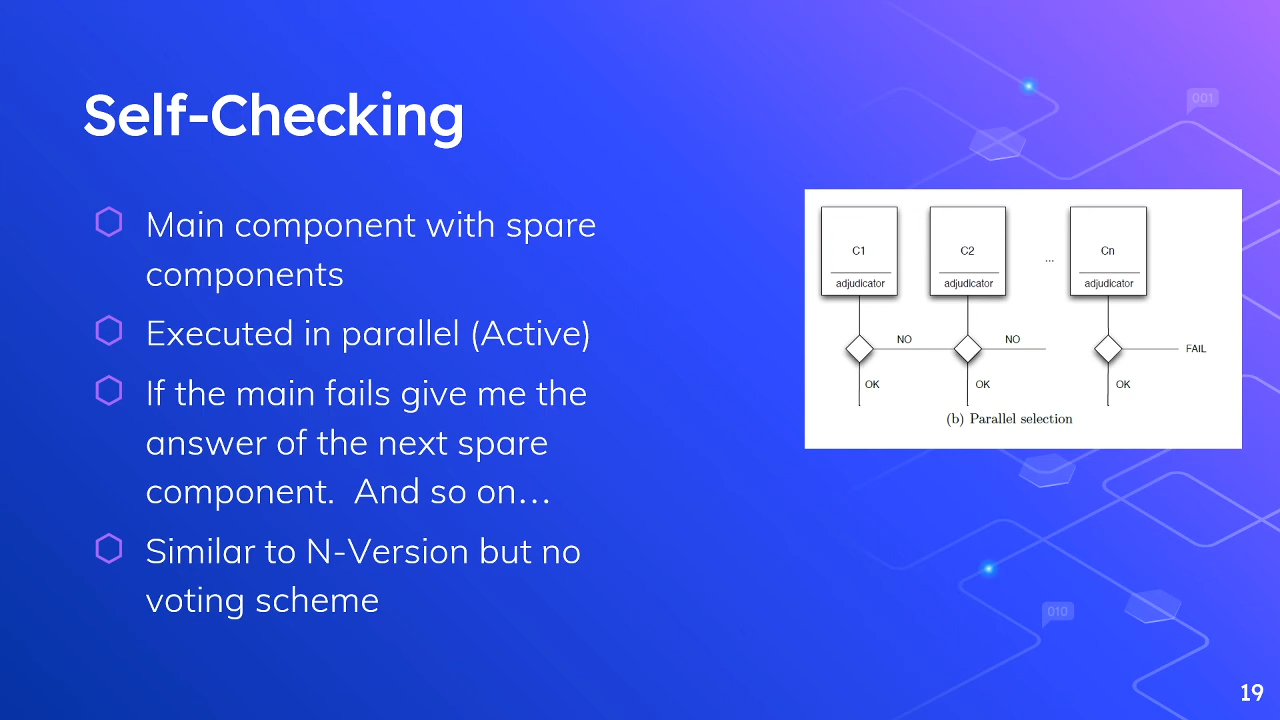 Self-Checking
Main component with spare
components
Executed in parallel (Active)
If the main fails give me the
answer of the next spare
component.  And so on…
Similar to N-Version but no
voting scheme
001
C1
C2
...
Cn
adjudicator
adjudicator
adjudicator
NO
NO
FAIL
OK
OK
OK
(b) Parallel selection
010
19